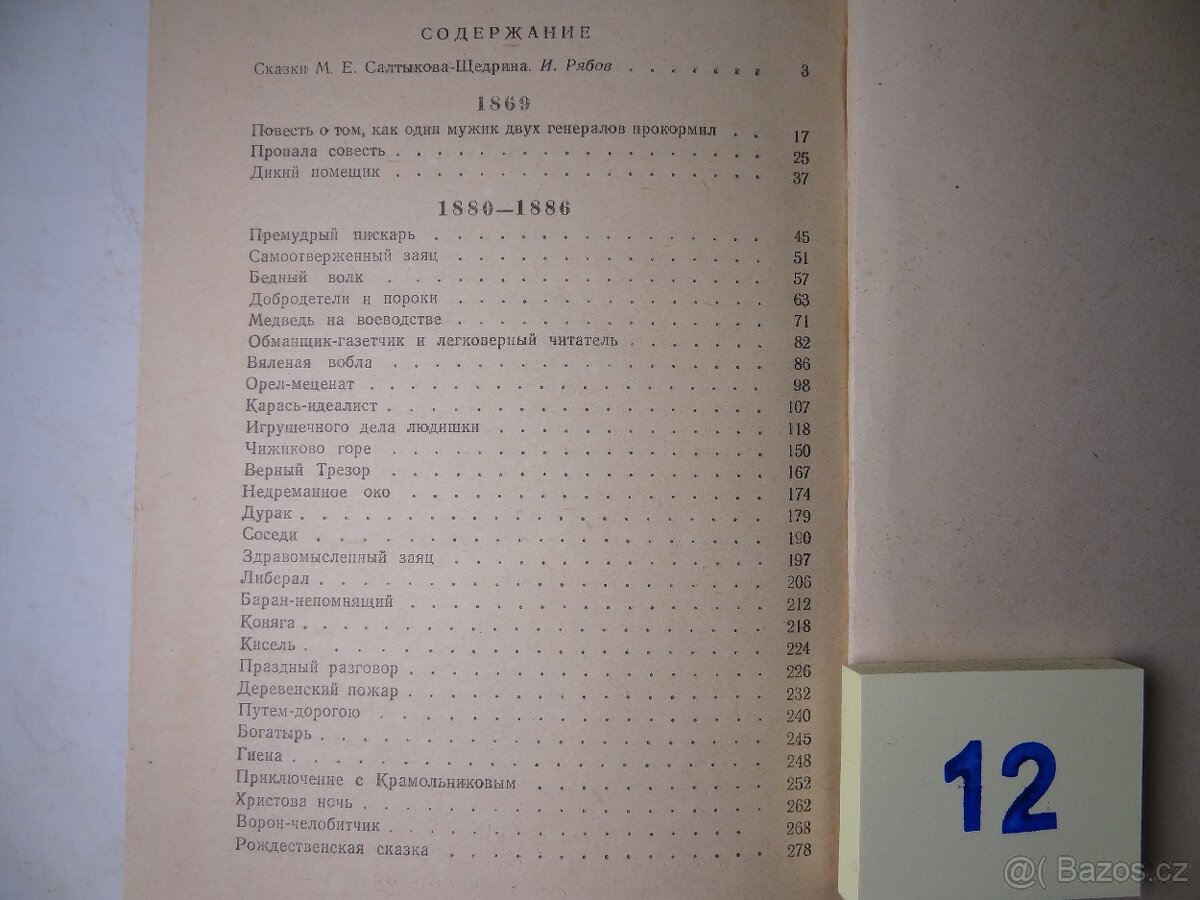 СОДЕРЖАНИЕ
Сказки М. Е. Салтыкова-Щедрина. И. Рябов . . . . . . . 3
1869
Повесть о том, как один мужик двух генералов прокормил . . 17
Пропала совесть . . . . . . . . . . . . . . . . . 25
Дикий помещик . . . . . . . . . . . . . . . . . 37
1880—1886
Премудрый пискарь . . . . . . . . . . . . . . . . 45
Самоотверженный заяц . . . . . . . . . . . . . . . 51
Бедный волк . . . . . . . . . . . . . . . . . . 57
Добродетели и пороки . . . . . . . . . . . . . . . 63
Медведь на воеводстве . . . . . . . . . . . . . . . 71
Обманщик-газетчик и легковерный читатель . . . . . . . 82
Вяленая вобла . . . . . . . . . . . . . . . . . 86
Орел-меценат . . . . . . . . . . . . . . . . . . 98
Карась-идеалист . . . . . . . . . . . . . . . . . 107
Игрушечного дела людишки . . . . . . . . . . . . . 118
Чижиково горе . . . . . . . . . . . . . . . . . 150
Верный Трезор . . . . . . . . . . . . . . . . . 167
Недреманное око . . . . . . . . . . . . . . . . 174
Дурак . . . . . . . . . . . . . . . . . . . . 179
Соседи . . . . . . . . . . . . . . . . . . . . 190
Здравомысленный заяц . . . . . . . . . . . . . . . 197
Либерал . . . . . . . . . . . . . . . . . . . 206
Баран-непомнящий . . . . . . . . . . . . . . . . 212
Коняга . . . . . . . . . . . . . . . . . . . . 218
Кисель . . . . . . . . . . . . . . . . . . . . 224
Праздный разговор . . . . . . . . . . . . . . . . 226
Деревенский пожар . . . . . . . . . . . . . . . . 232
Путем-дорогою . . . . . . . . . . . . . . . . . 240
Богатырь . . . . . . . . . . . . . . . . . . . 245
Гиена . . . . . . . . . . . . . . . . . . . . 248
Приключение с Крамольниковым . . . . . . . . . . . 252
Христова ночь . . . . . . . . . . . . . . . . . 262
Ворон-челобитчик . . . . . . . . . . . . . . . . 268
Рождественская сказка . . . . . . . . . . . . . . 278
12
@( Bazos.cz